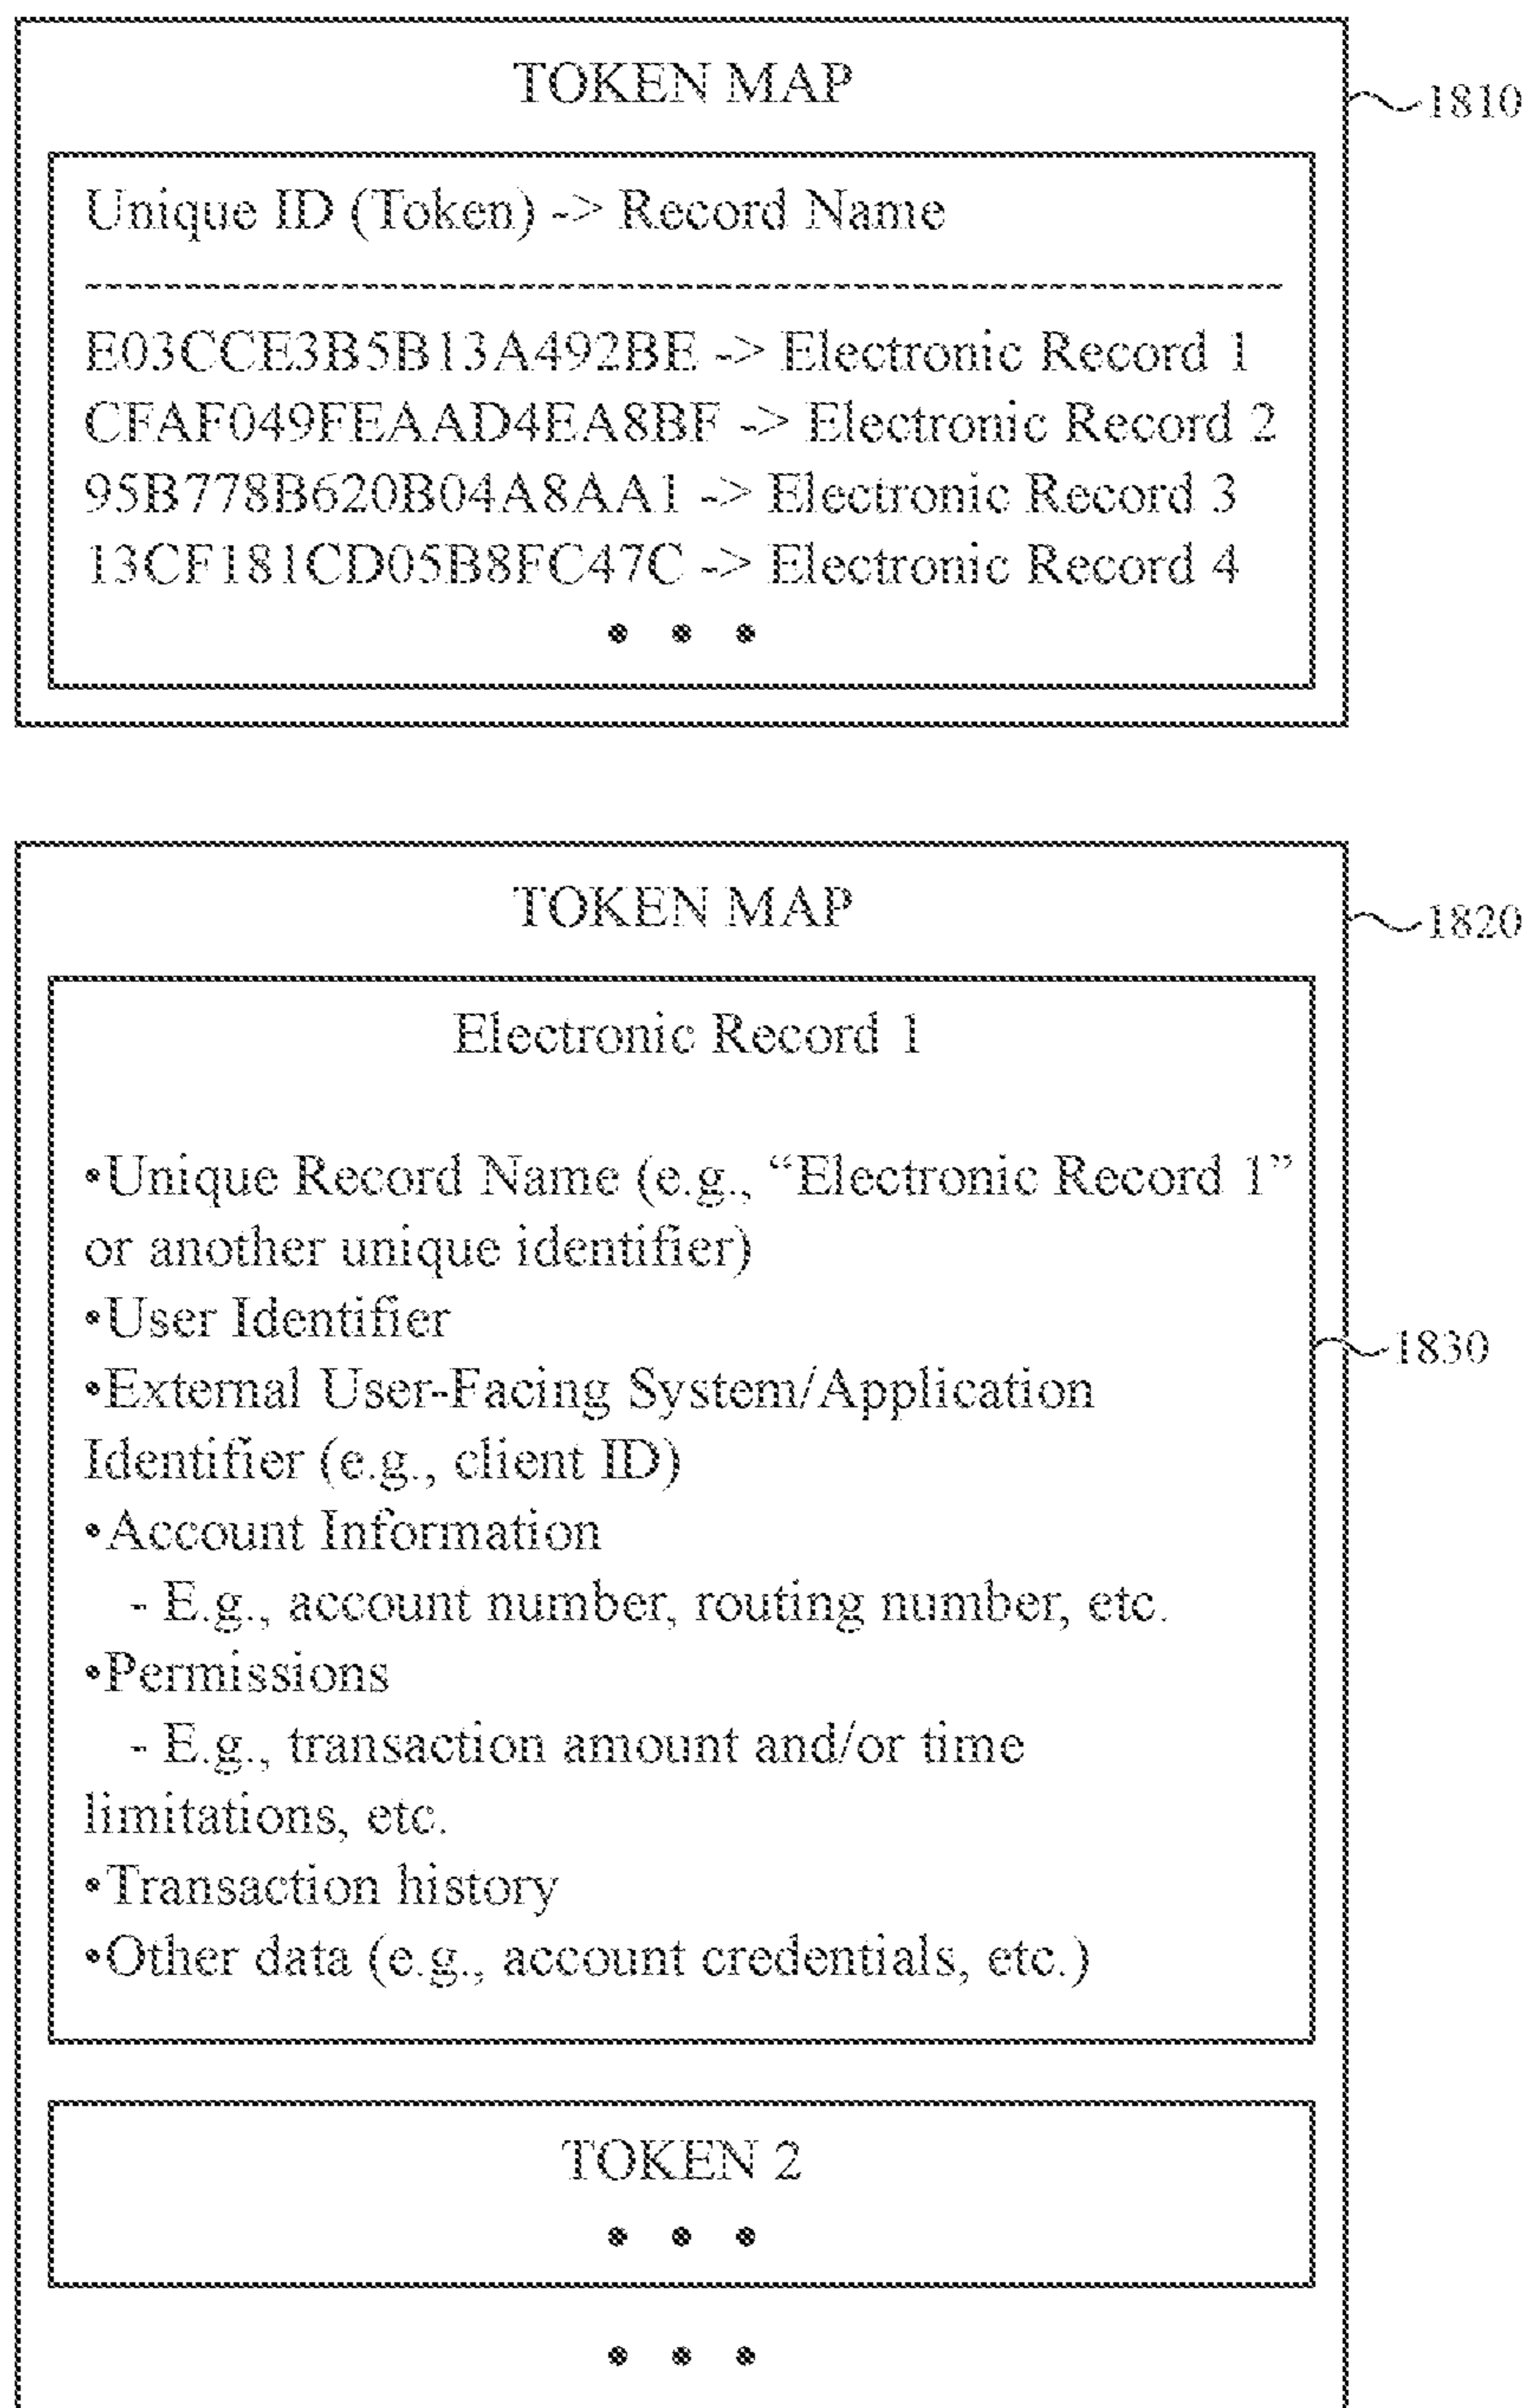 TOKEN MAP
1810
Unique ID (Token) -> Record Name
E03CCE3B5B13A492BE -> Electronic Record 1
CFAF049FEAAD4EA8BF -> Electronic Record 2
95B778B620B04A8AA1 -> Electronic Record 3
13CF181CD05B8FC47C -> Electronic Record 4
• • •
TOKEN MAP
1820
Electronic Record 1
•Unique Record Name (e.g., “Electronic Record 1”
or another unique identifier)
•User Identifier
•External User-Facing System/Application
1830
Identifier (e.g., client ID)
•Account Information
- E.g., account number, routing number, etc.
•Permissions
- E.g., transaction amount and/or time
limitations, etc.
•Transaction history
•Other data (e.g., account credentials, etc.)
TOKEN 2
• • •
• • •